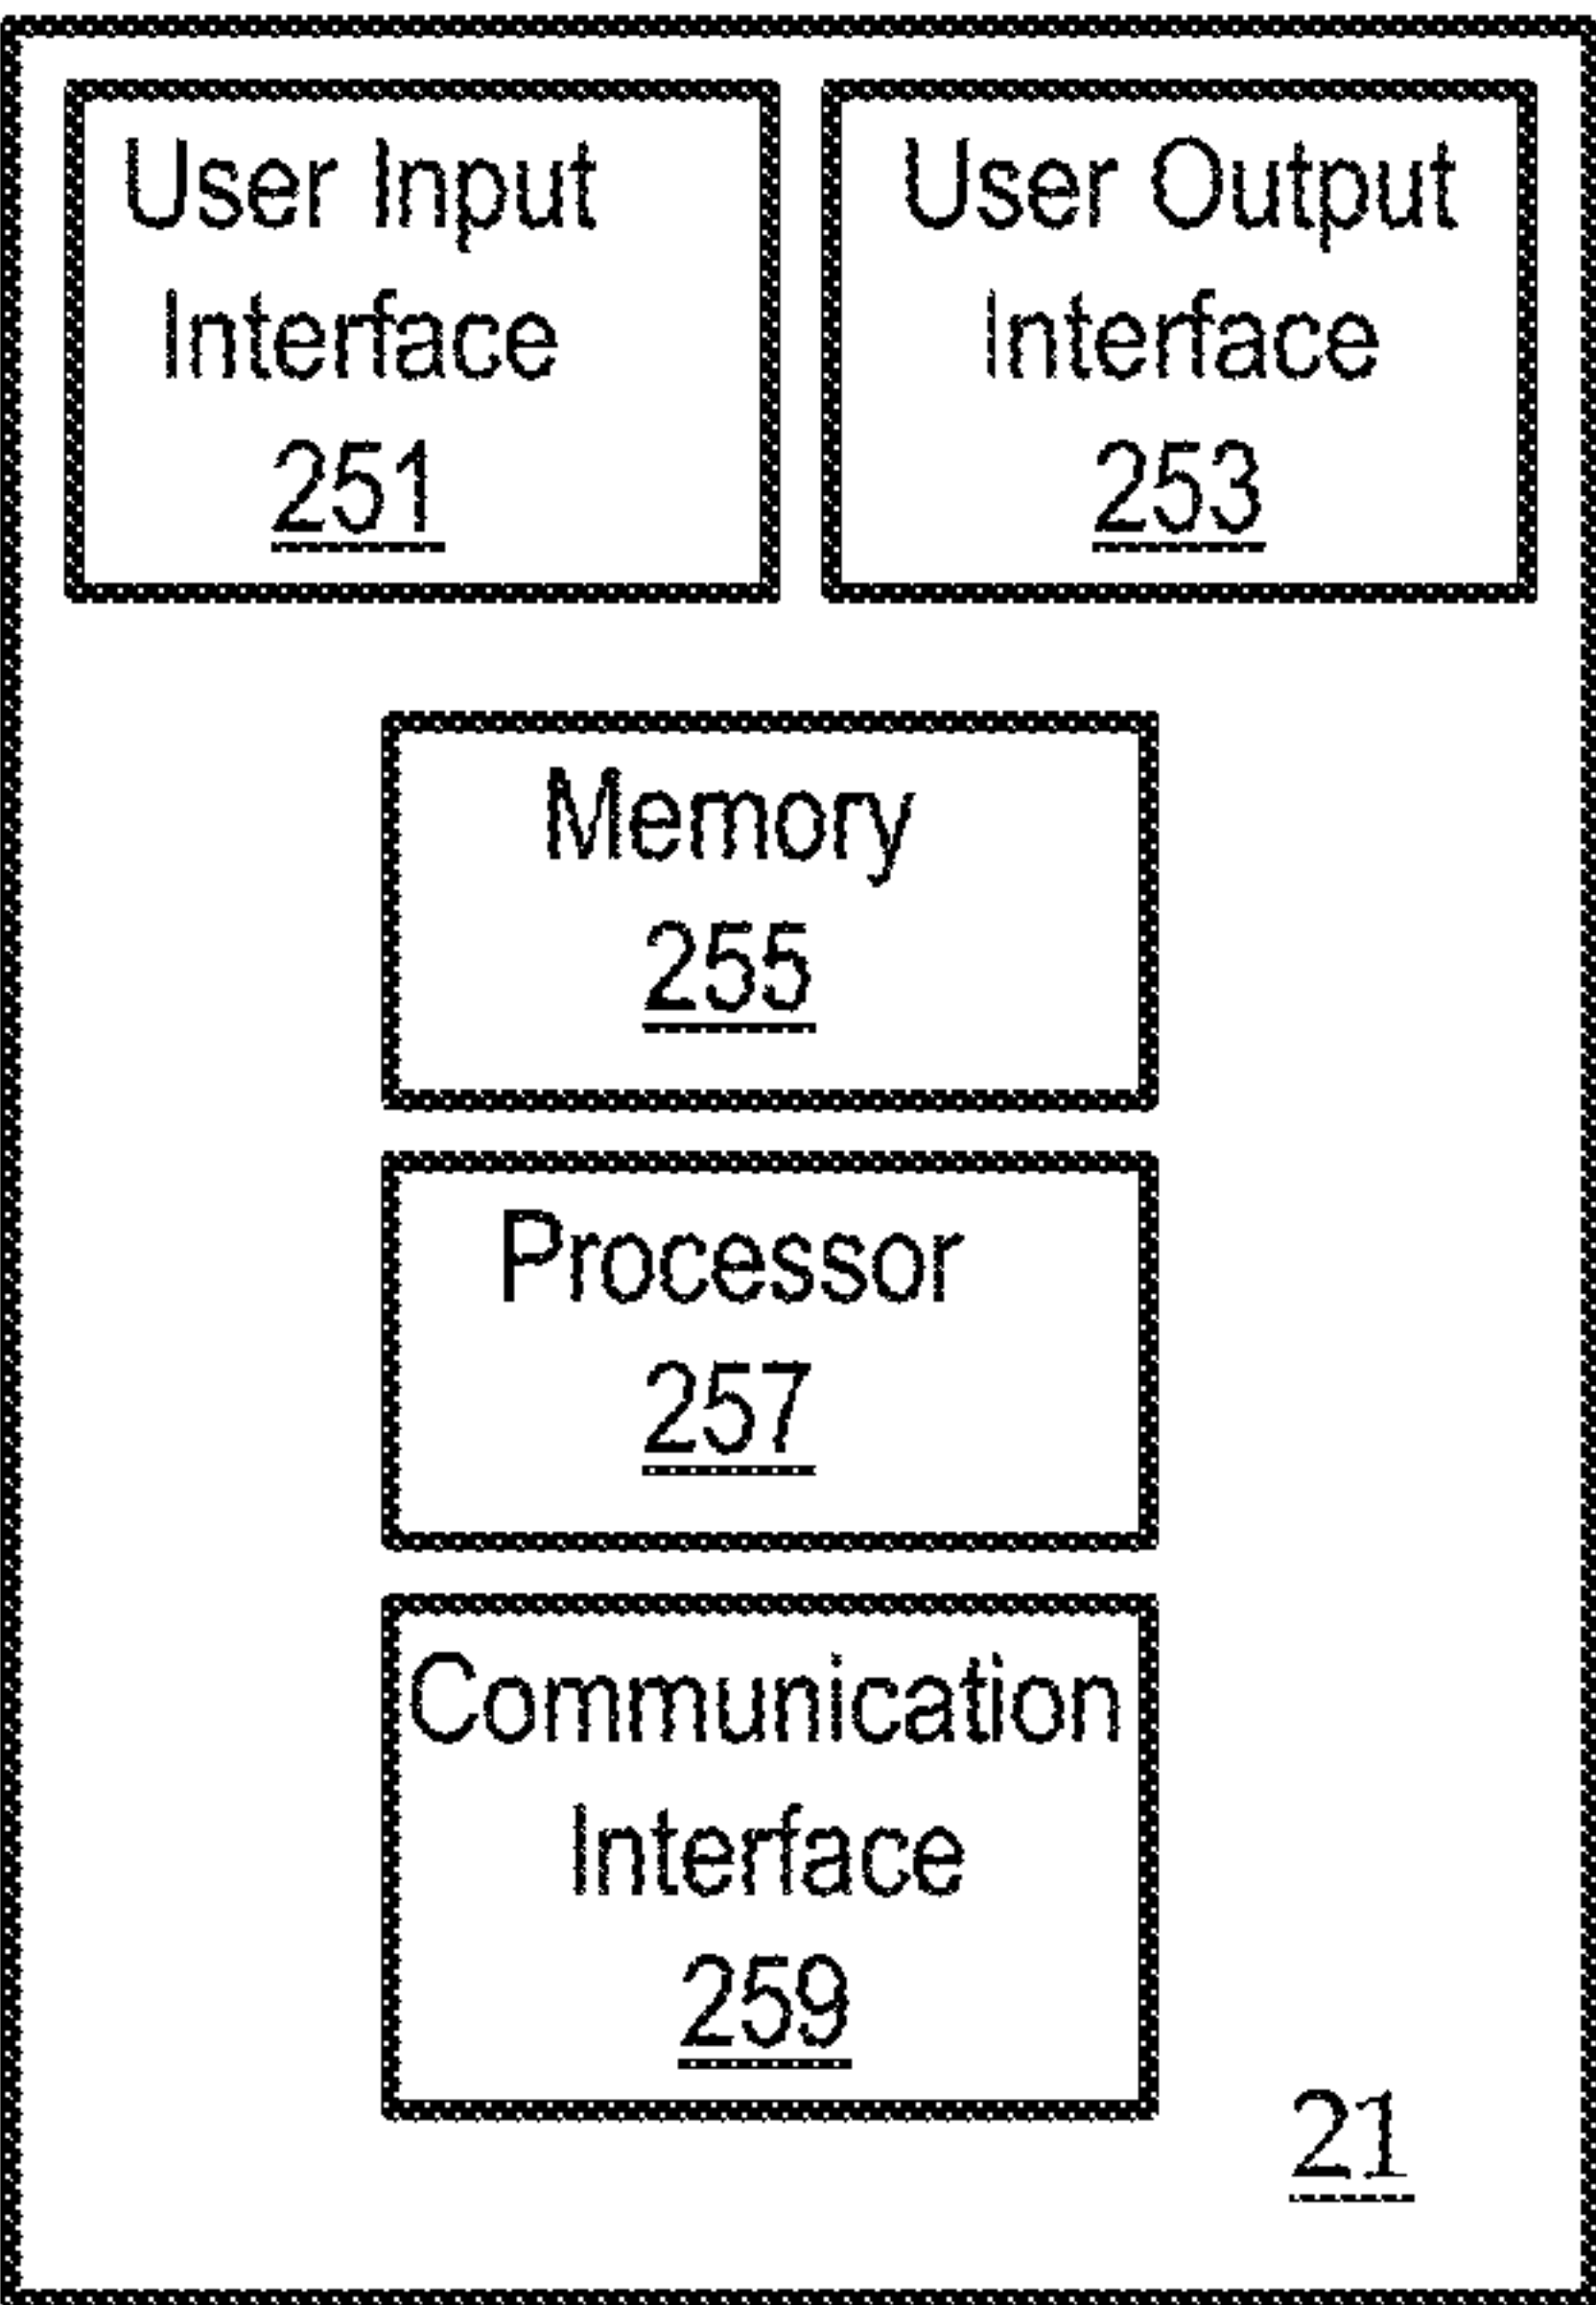 User Input
Interface
251
User Output
Interface
253
Memory
255
Processor
257
Communication
Interface
259
21